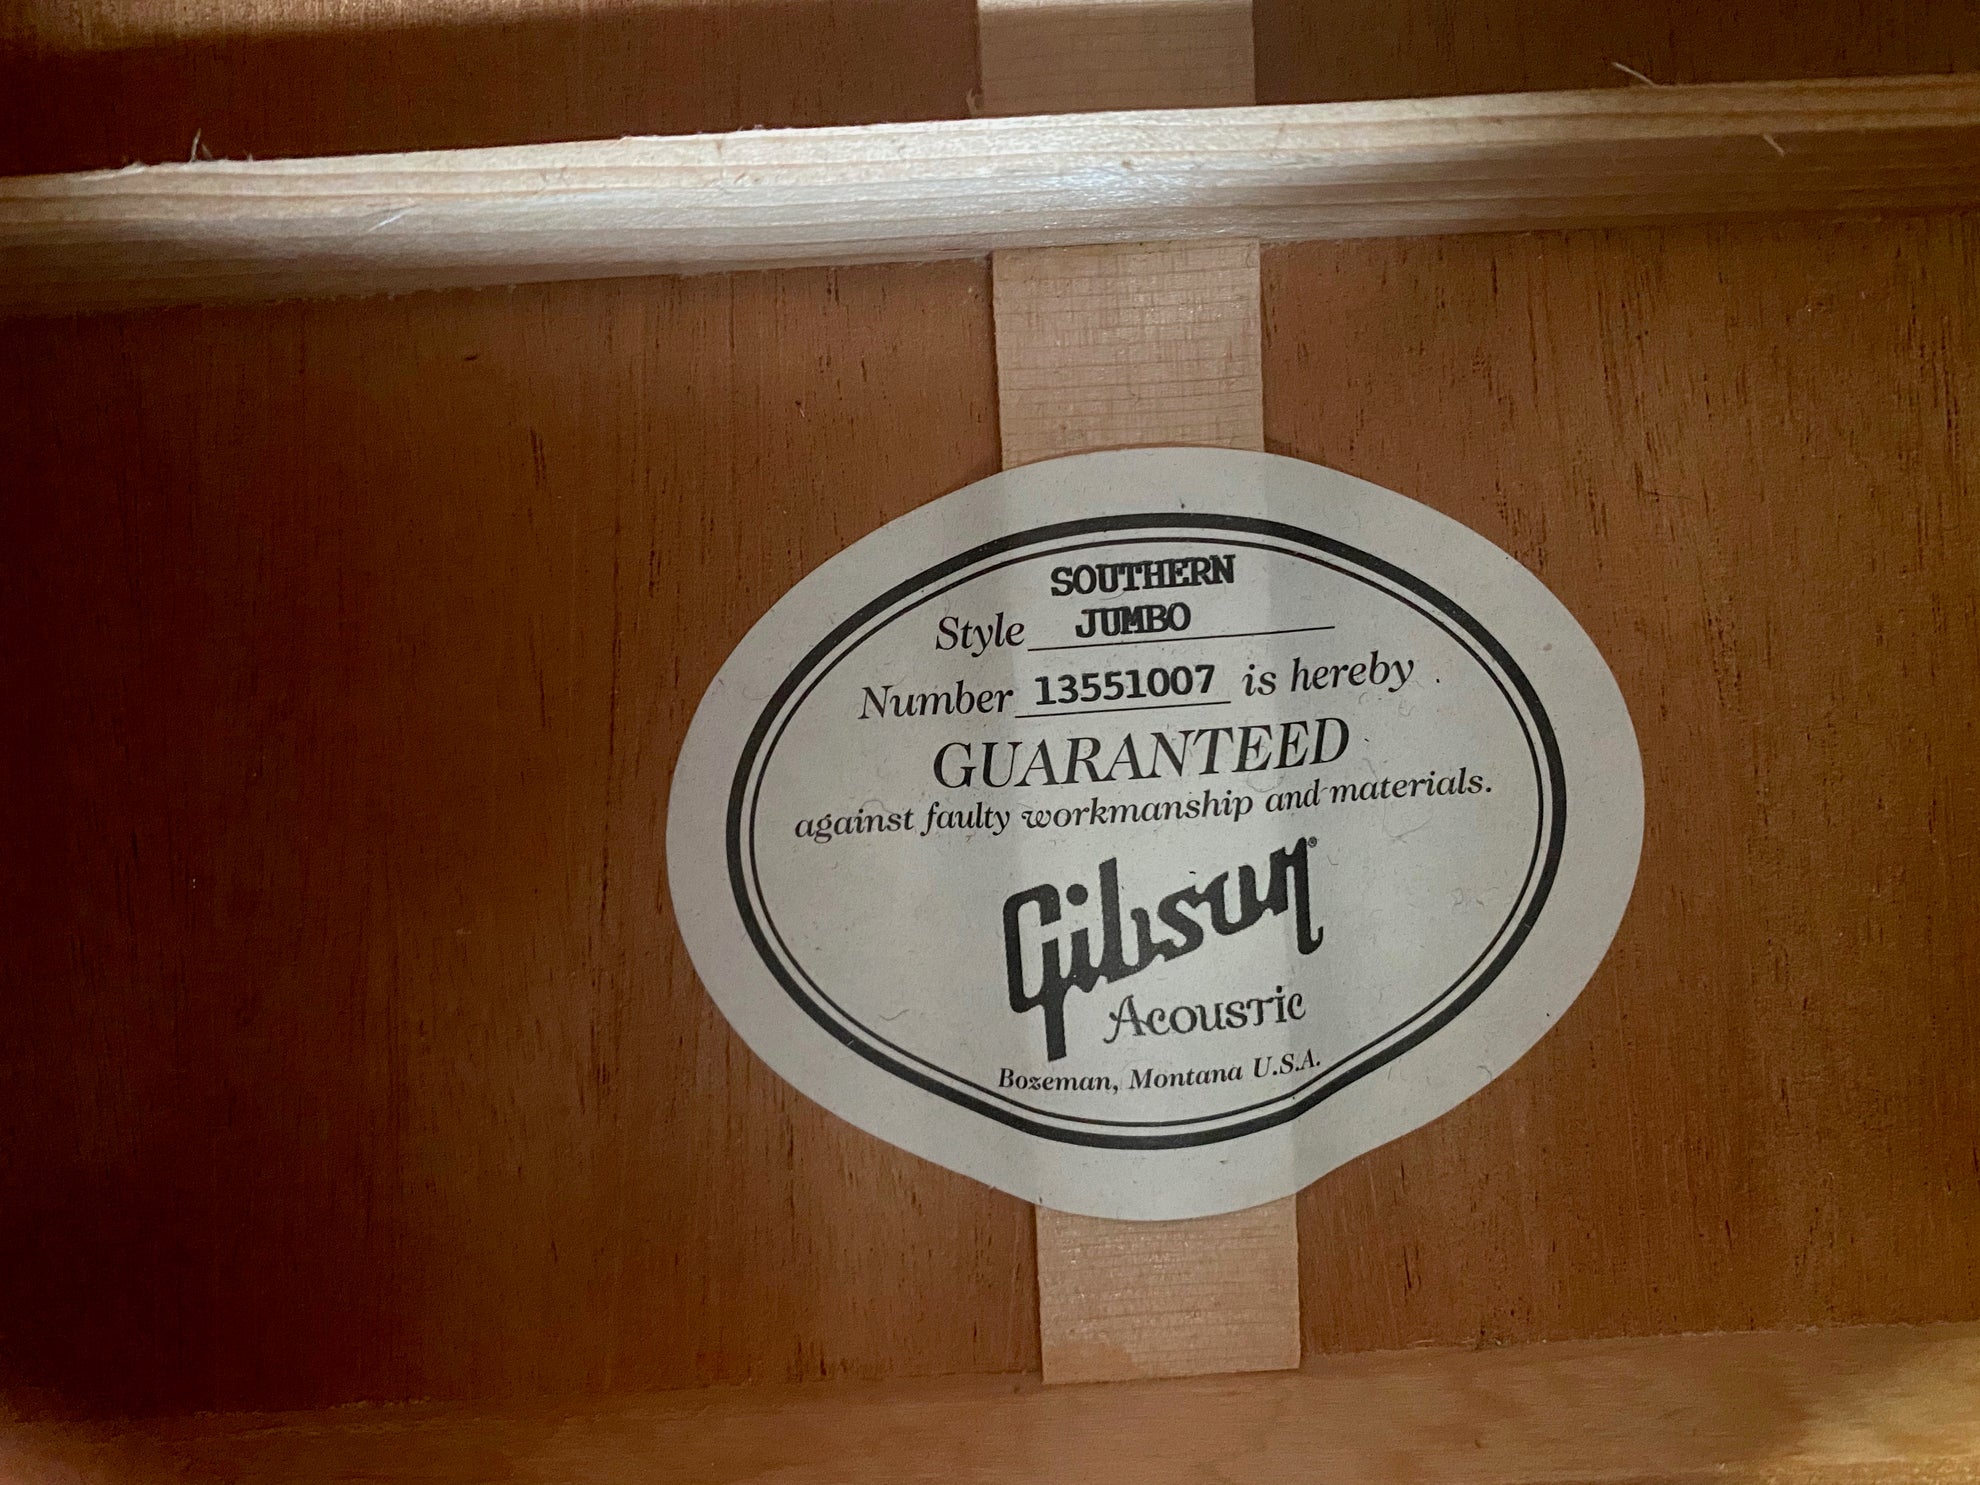 SOUTHERN
Style JUMBO
Number 13551007 is hereby
GUARANTEED
against faulty workmanship and materials.
Gibson®
Acoustic
Bozeman, Montana U.S.A.